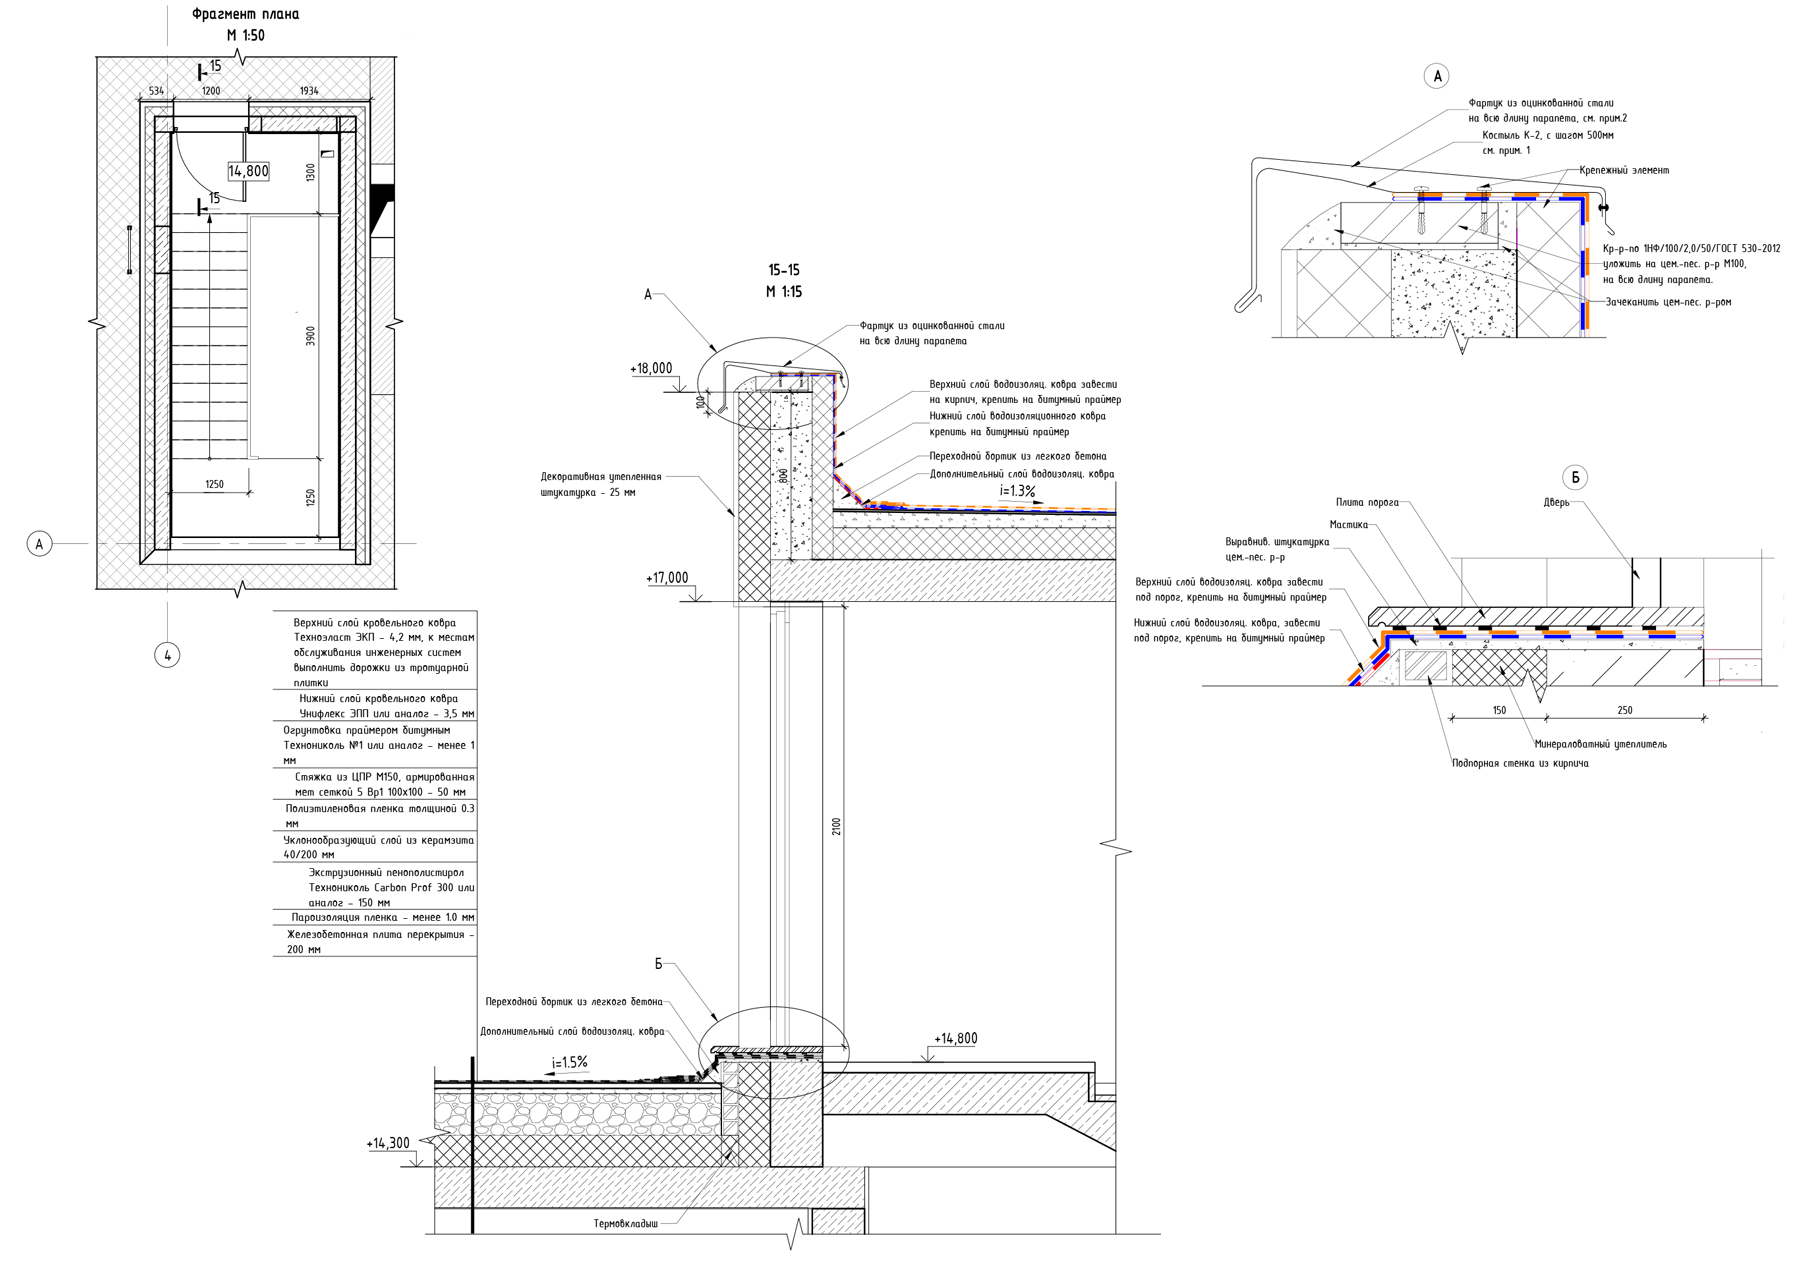 Фрагмент плана
М 1:50
15
534
1200
1934
14,800
1300
15
3900
1250
1250
А
4
Верхний слой кровельного ковра
Техноэласт ЭКП - 4,2 мм, к местам
обслуживания инженерных систем
выполнить дорожки из тротуарной
плитки
Нижний слой кровельного ковра
Унифлекс ЭПП или аналог - 3,5 мм
Огрунтовка праймером битумным
Технониколь №1 или аналог - менее 1
мм
Стяжка из ЦПР М150, армированная
мет сеткой 5 Вр1 100х100 - 50 мм
Полиэтиленовая пленка толщиной 0.3
мм
Уклонообразующий слой из керамзита
40/200 мм
Экструзионный пенополистирол
Технониколь Carbon Prof 300 или
аналог - 150 мм
Пароизоляция пленка - менее 1.0 мм
Железобетонная плита перекрытия -
200 мм
15-15
М 1:15
А
Фартук из оцинкованной стали
на всю длину парапета
+18,000
100
Верхний слой водоизоляц. ковра завести
на кирпич, крепить на битумный праймер
Нижний слой водоизоляционного ковра
крепить на битумный праймер
Переходной бортик из легкого бетона
Дополнительный слой водоизоляц. ковра
i=1.3%
800
Декоративная утепленная
штукатурка - 25 мм
+17,000
2100
Б
Переходной бортик из легкого бетона
Дополнительный слой водоизоляц. ковра
i=1.5%
+14,800
+14,300
Термовкладыш
А
Фартук из оцинкованной стали
на всю длину парапета, см. прим.2
Костыль К-2, с шагом 500мм
см. прим. 1
Крепежный элемент
Кр-р-по 1НФ/100/2,0/50/ГОСТ 530-2012
уложить на цем.-пес. р-р М100,
на всю длину парапета.
Зачеканить цем-пес. р-ром
Б
Плита порога
Дверь
Мастика
Выравнив. штукатурка
цем.-пес. р-р
Верхний слой водоизоляц. ковра завести
под порог, крепить на битумный праймер
Нижний слой водоизоляц. ковра, завести
под порог, крепить на битумный праймер
150
250
Минераловатный утеплитель
Подпорная стенка из кирпича